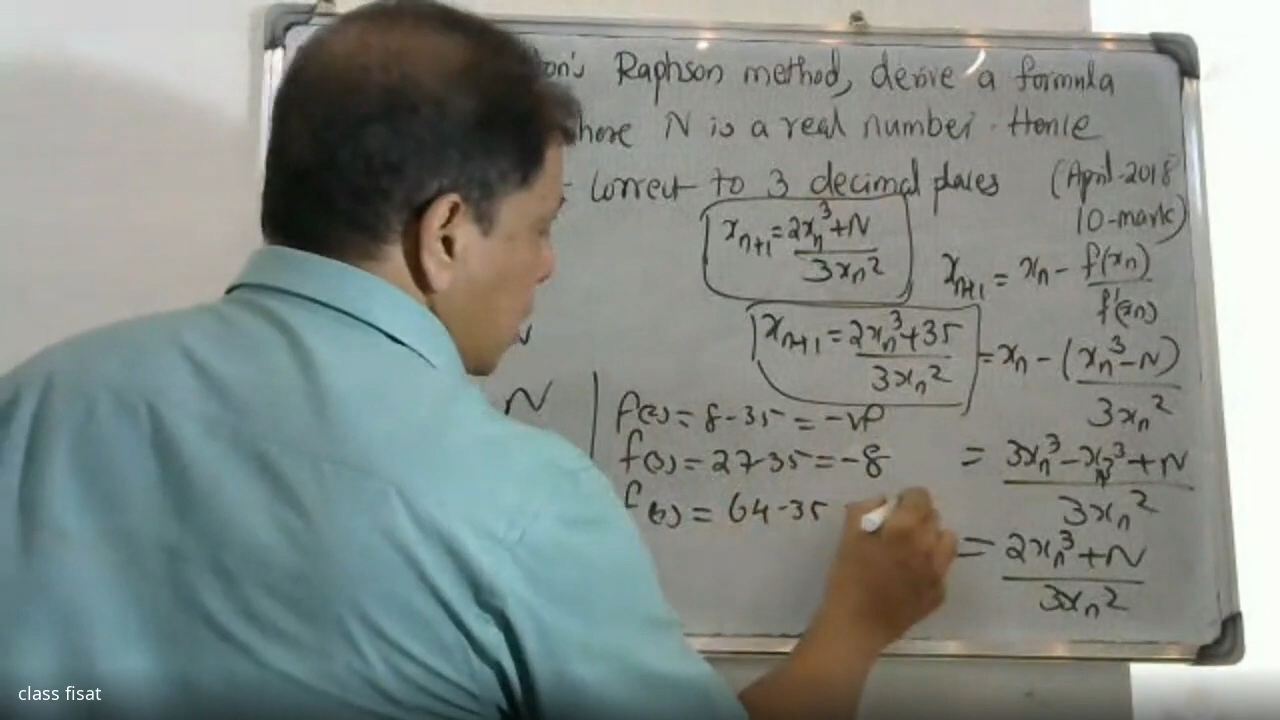 on's Raphson method, derive a formula
here N is a real number. Hence
correct to 3 decimal places (April-2018
10-mark)
xₙ₊₁ = 2xₙ³+N / 3xₙ²
xₙ₊₁ = xₙ - f(xₙ) / f'(xₙ)
xₙ₊₁ = 2xₙ³+35 / 3xₙ²
= xₙ - (xₙ³-N) / 3xₙ²
N
f(2) = 8-35 = -ve
f(3) = 27-35 = -8
= 3xₙ³-xₙ³+N / 3xₙ²
= 64-35
= 2xₙ³+N / 3xₙ²
class fisat